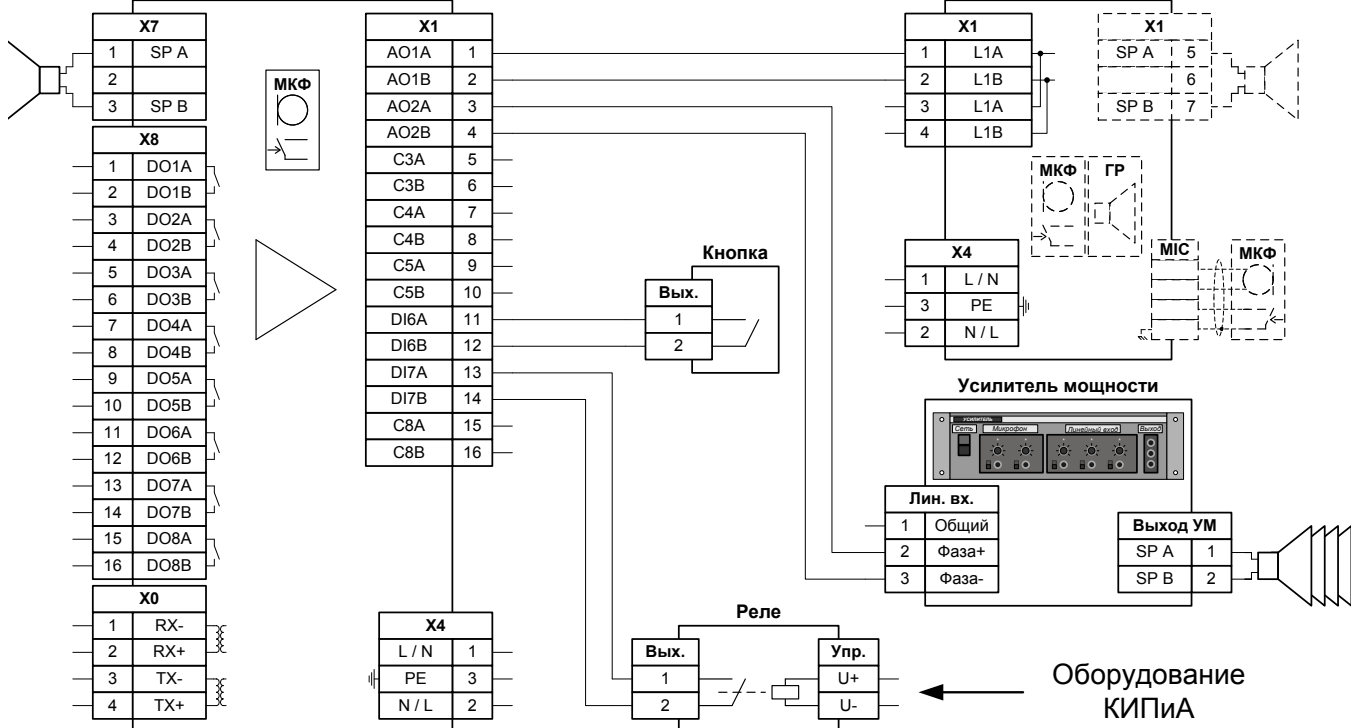 X7
1 SP A
2
3 SP B
X8
1 DO1A
2 DO1B
3 DO2A
4 DO2B
5 DO3A
6 DO3B
7 DO4A
8 DO4B
9 DO5A
10 DO5B
11 DO6A
12 DO6B
13 DO7A
14 DO7B
15 DO8A
16 DO8B
X0
1 RX-
2 RX+
3 TX-
4 TX+
МКФ
X1
AO1A 1
AO1B 2
AO2A 3
AO2B 4
C3A 5
C3B 6
C4A 7
C4B 8
C5A 9
C5B 10
DI6A 11
DI6B 12
DI7A 13
DI7B 14
C8A 15
C8B 16
X4
L / N 1
PE 3
N / L 2
Кнопка
Вых.
1
2
Реле
Вых.
1
2
Упр.
U+
U-
X1
1 L1A
2 L1B
3 L1A
4 L1B
X1
SP A 5
6
SP B 7
МКФ ГР
X4
1 L / N
3 PE
2 N / L
MIC
МКФ
Усилитель мощности
УСИЛИТЕЛЬ
Сеть Микрофон Линейный вход Выход
Лин. вх.
1 Общий
2 Фаза+
3 Фаза-
Выход УМ
SP A 1
SP B 2
Оборудование
КИПиА